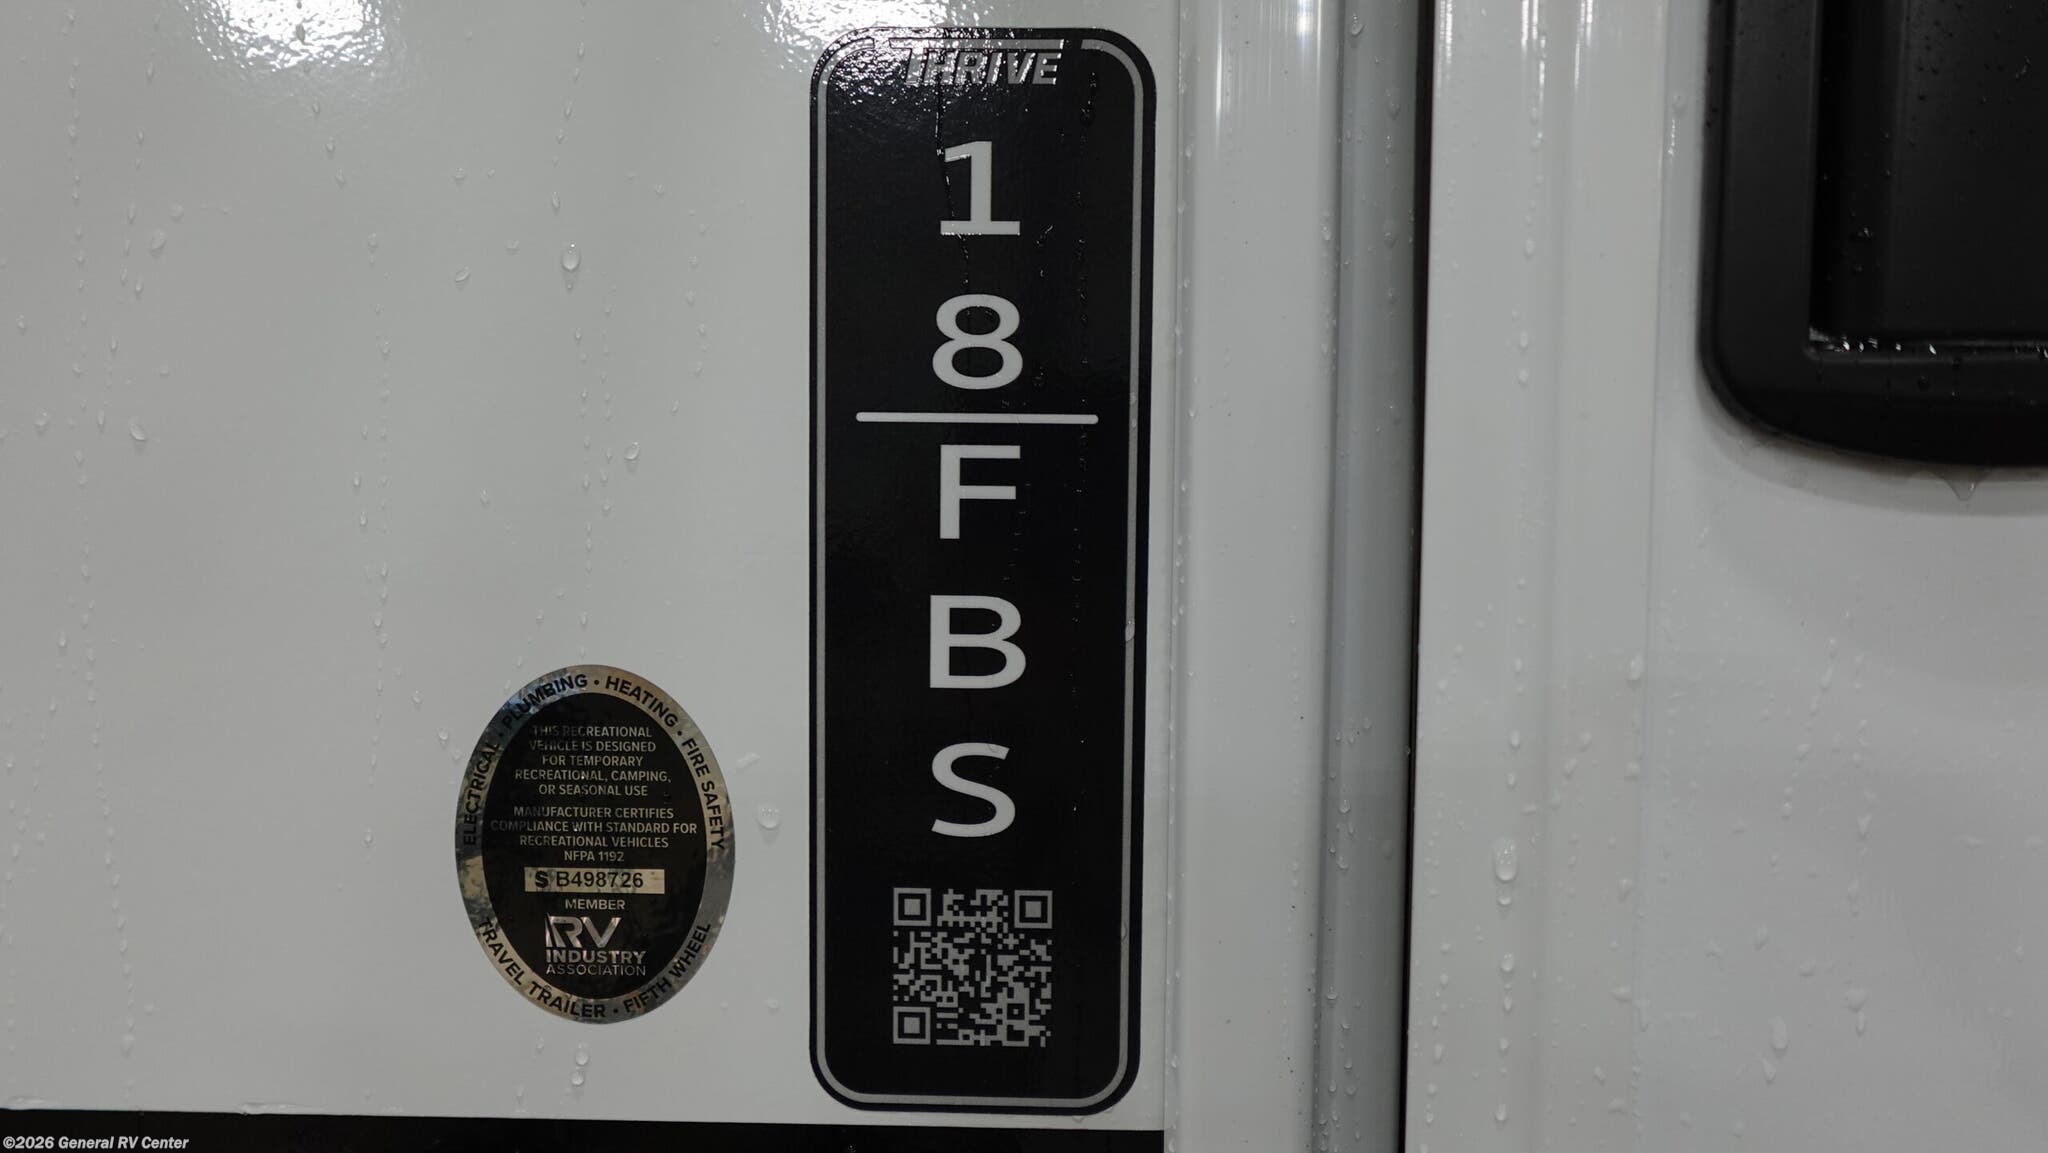 THRIVE
1
8
F
B
S
ELECTRICAL • PLUMBING • HEATING • FIRE SAFETY
THIS RECREATIONAL
VEHICLE IS DESIGNED
FOR TEMPORARY
RECREATIONAL, CAMPING,
OR SEASONAL USE
MANUFACTURER CERTIFIES
COMPLIANCE WITH STANDARD FOR
RECREATIONAL VEHICLES
NFPA 1192
S B498726
MEMBER
RV
INDUSTRY
ASSOCIATION
TRAVEL TRAILER • FIFTH WHEEL
©2026 General RV Center